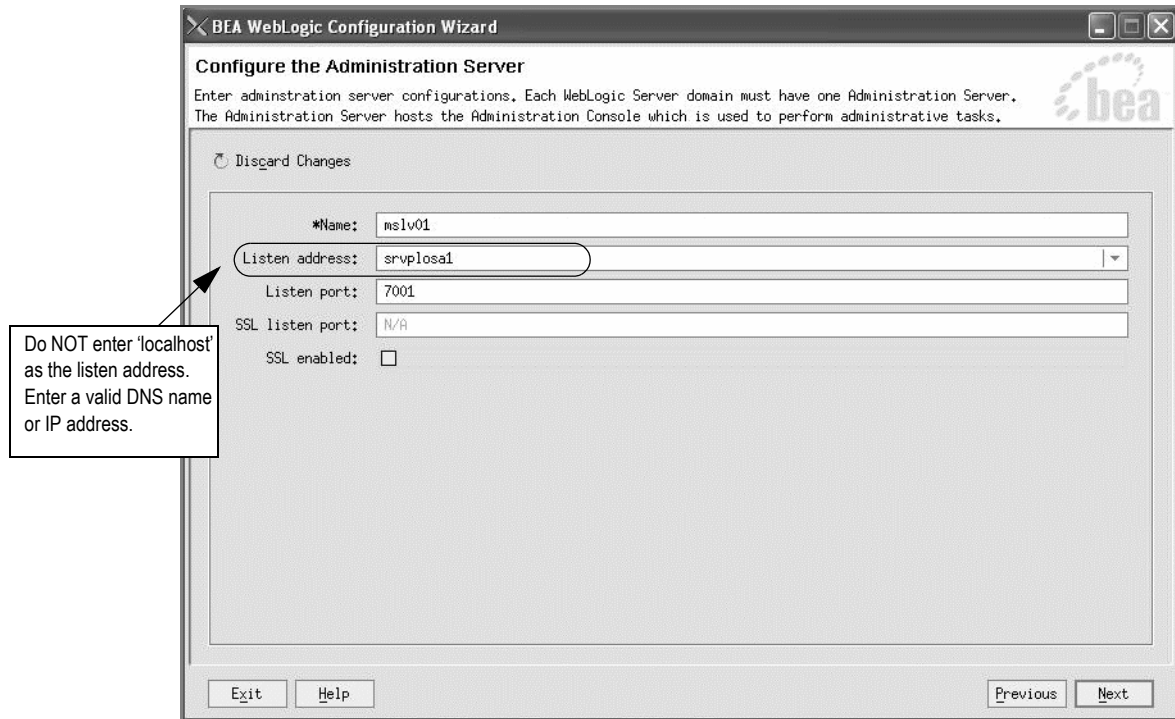 BEA WebLogic Configuration Wizard
Configure the Administration Server
Enter adminstration server configurations. Each WebLogic Server domain must have one Administration Server.
The Administration Server hosts the Administration Console which is used to perform administrative tasks.
bea
Discard Changes
*Name: mslv01
Listen address: srvplosa1
Listen port: 7001
SSL listen port: N/A
SSL enabled:
Do NOT enter ‘localhost’
as the listen address.
Enter a valid DNS name
or IP address.
Exit Help Previous Next